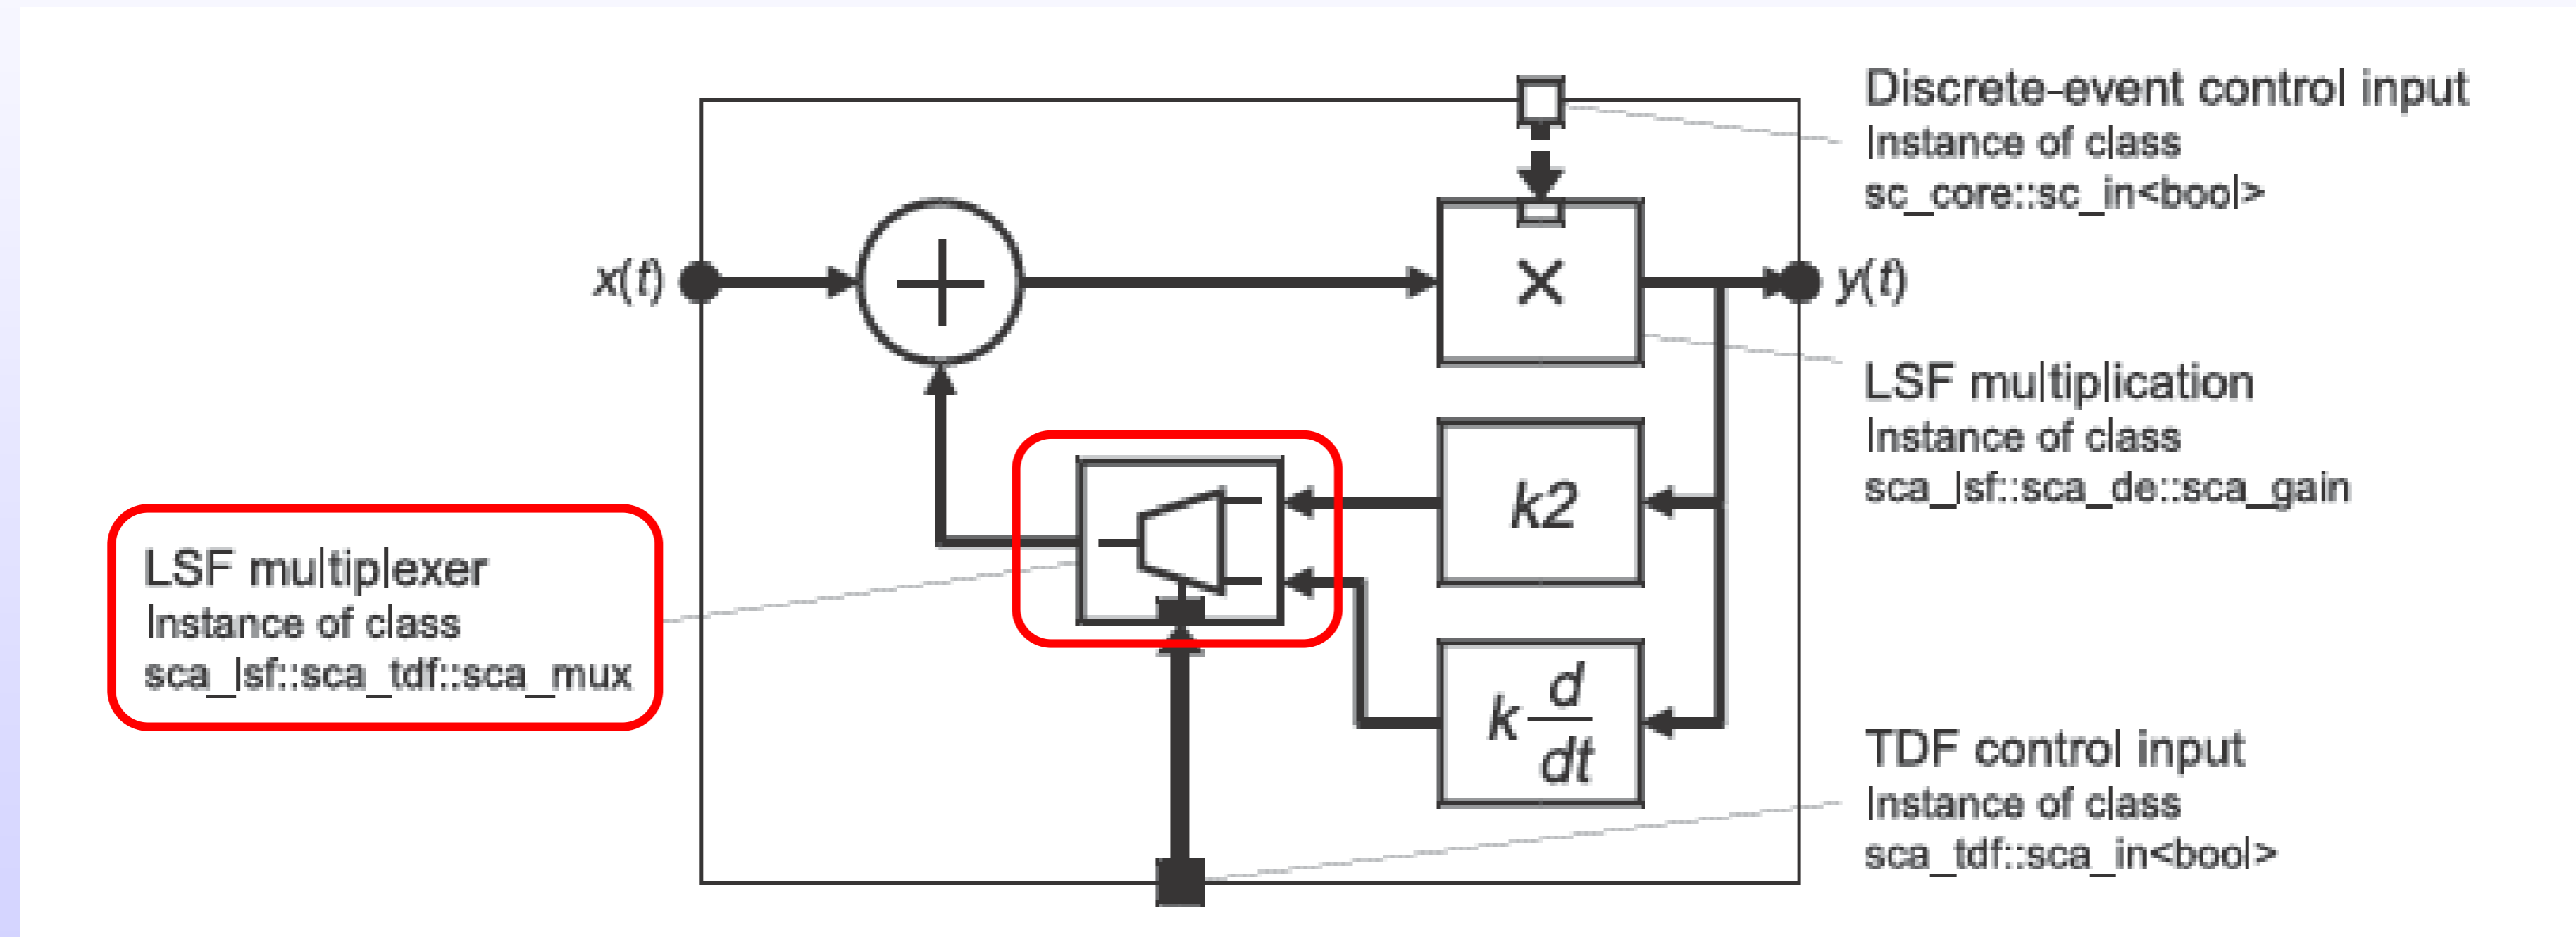 Discrete-event control input
Instance of class
sc_core::sc_in<bool>
x(t)
+
×
y(t)
LSF multiplication
Instance of class
sca_lsf::sca_de::sca_gain
k2
LSF multiplexer
Instance of class
sca_lsf::sca_tdf::sca_mux
k d
dt
TDF control input
Instance of class
sca_tdf::sca_in<bool>